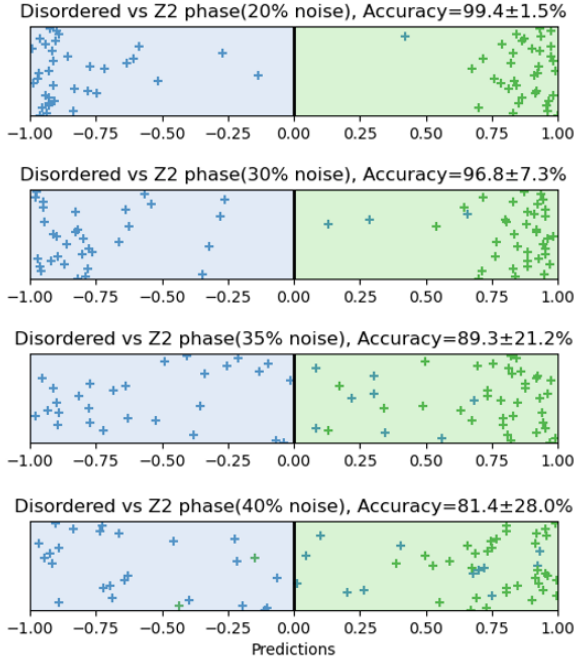 Disordered vs Z2 phase(20% noise), Accuracy=99.4±1.5%
−1.00 −0.75 −0.50 −0.25 0.00 0.25 0.50 0.75 1.00
Disordered vs Z2 phase(30% noise), Accuracy=96.8±7.3%
−1.00 −0.75 −0.50 −0.25 0.00 0.25 0.50 0.75 1.00
Disordered vs Z2 phase(35% noise), Accuracy=89.3±21.2%
−1.00 −0.75 −0.50 −0.25 0.00 0.25 0.50 0.75 1.00
Disordered vs Z2 phase(40% noise), Accuracy=81.4±28.0%
−1.00 −0.75 −0.50 −0.25 0.00 0.25 0.50 0.75 1.00
Predictions